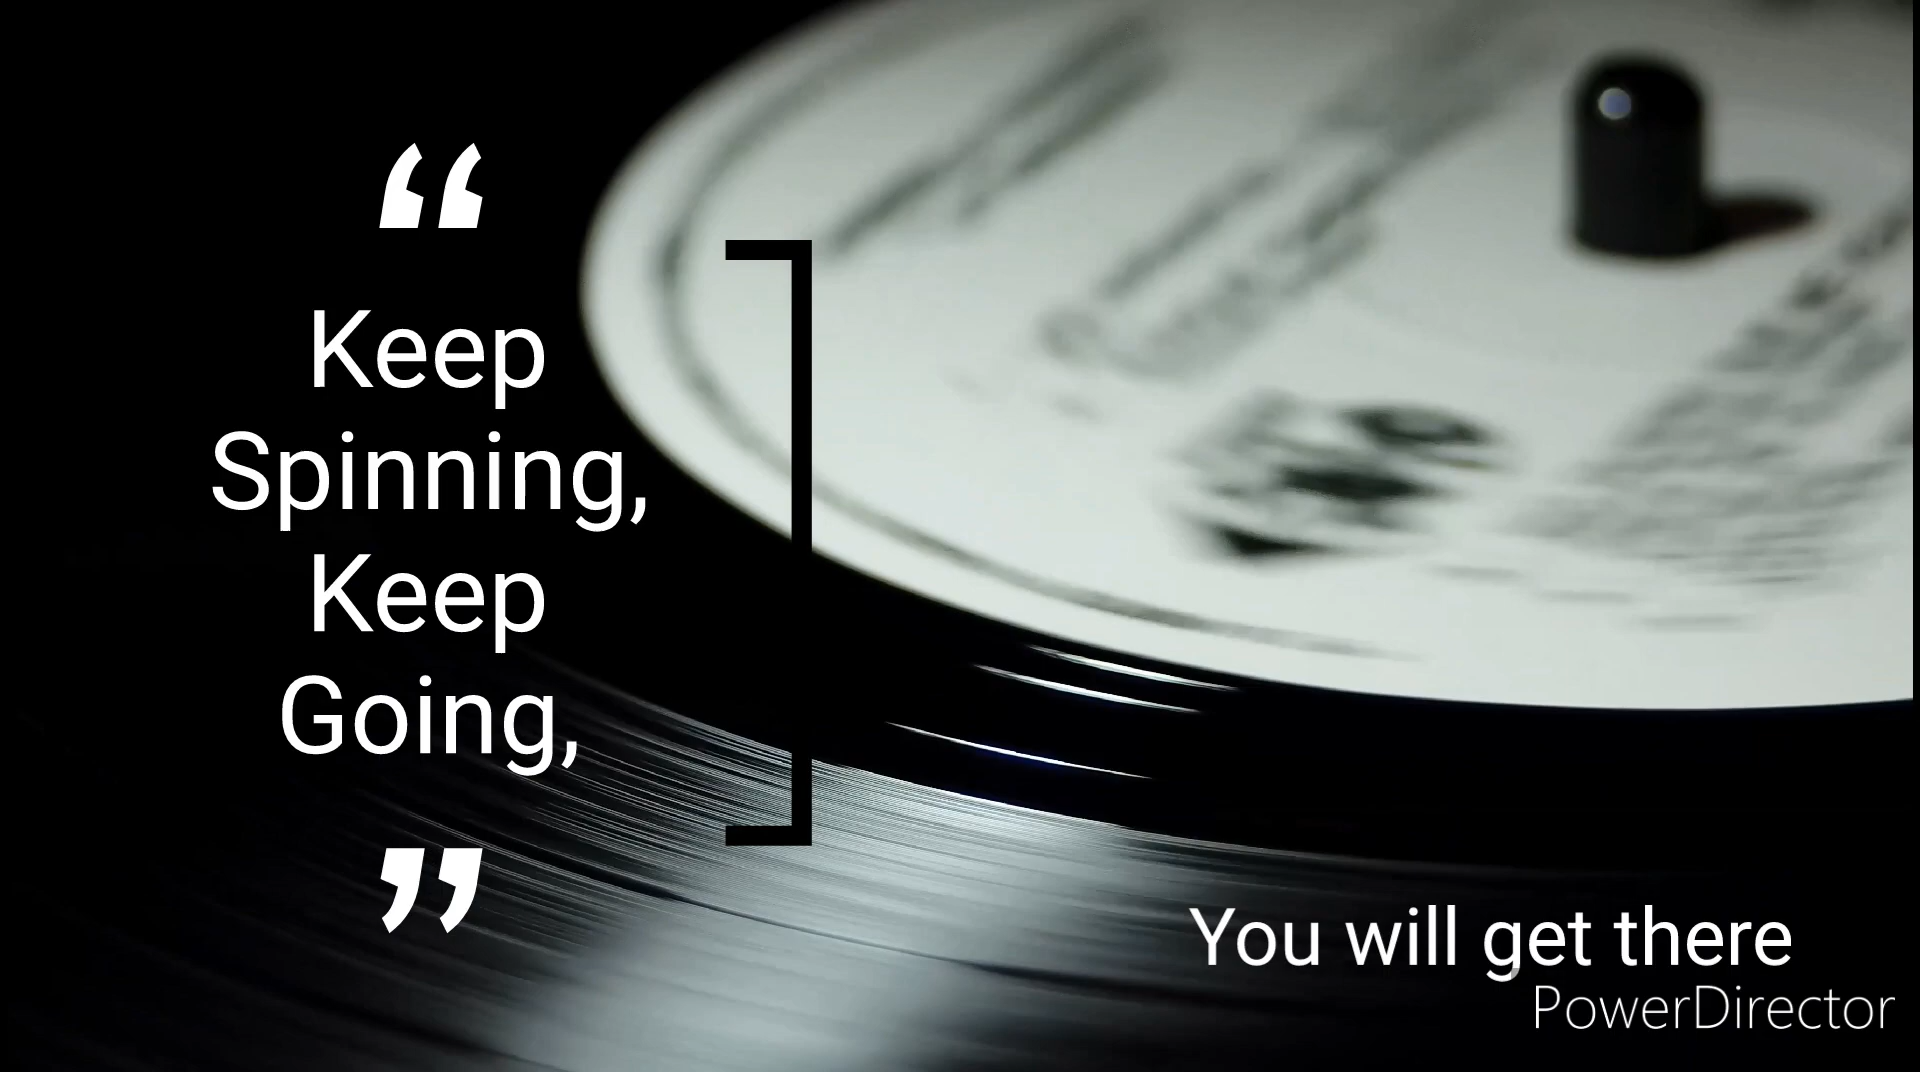 “
Keep
Spinning,
Keep
Going,
”
You will get there
PowerDirector